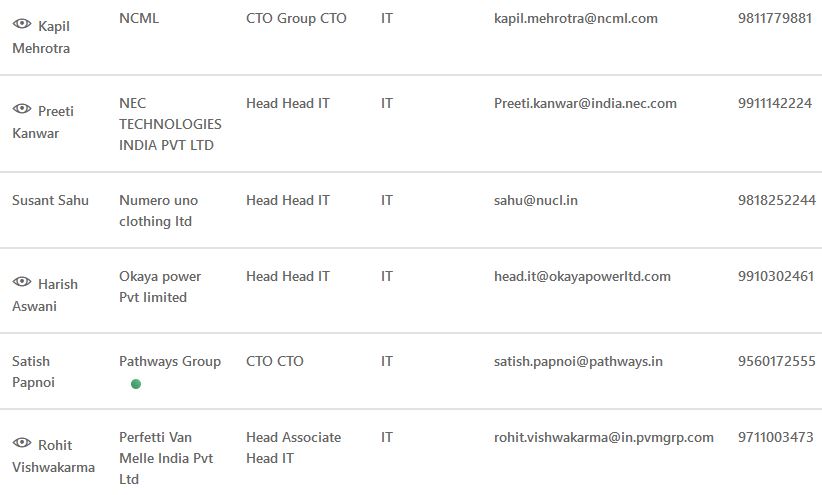 Kapil Mehrotra NCML CTO Group CTO IT kapil.mehrotra@ncml.com 9811779881
Preeti Kanwar NEC TECHNOLOGIES INDIA PVT LTD Head Head IT IT Preeti.kanwar@india.nec.com 9911142224
Susant Sahu Numero uno clothing ltd Head Head IT IT sahu@nucl.in 9818252244
Harish Aswani Okaya power Pvt limited Head Head IT IT head.it@okayapowerltd.com 9910302461
Satish Papnoi Pathways Group CTO CTO IT satish.papnoi@pathways.in 9560172555
Rohit Vishwakarma Perfetti Van Melle India Pvt Ltd Head Associate Head IT IT rohit.vishwakarma@in.pvmgrp.com 9711003473